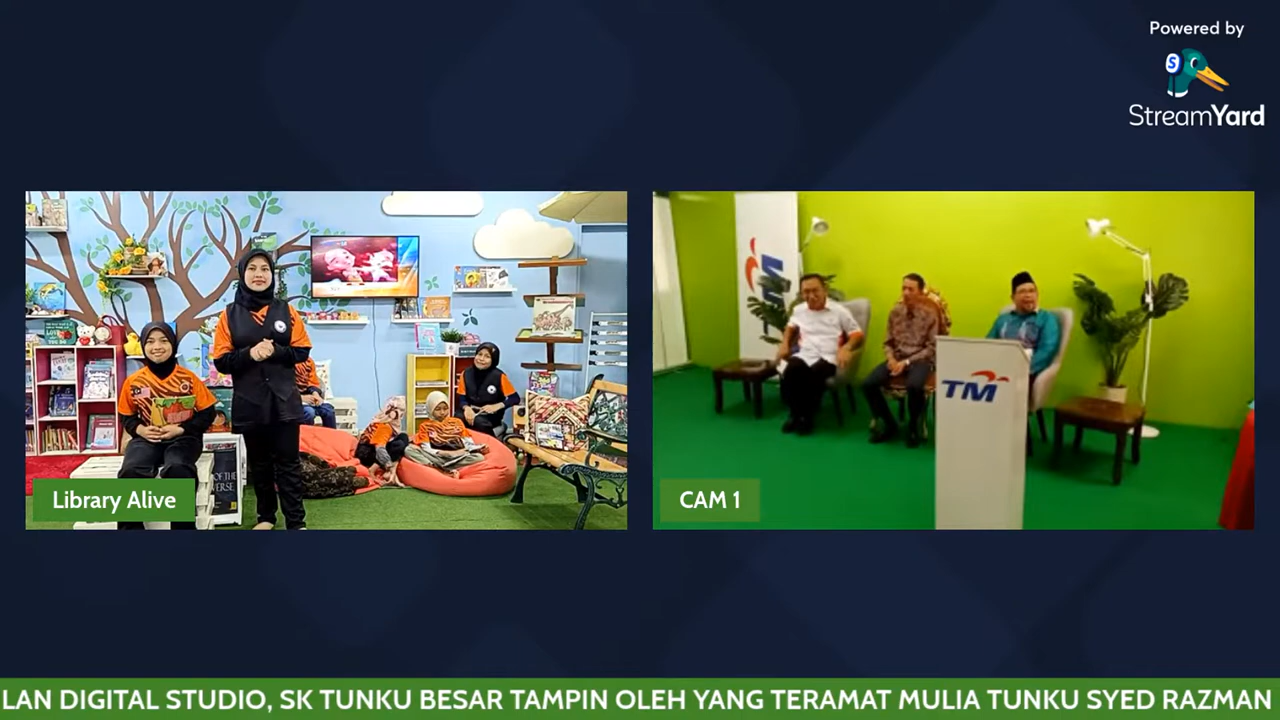 Powered by
StreamYard
Library Alive
CAM 1
TM
LAN DIGITAL STUDIO, SK TUNKU BESAR TAMPIN OLEH YANG TERAMAT MULIA TUNKU SYED RAZMAN